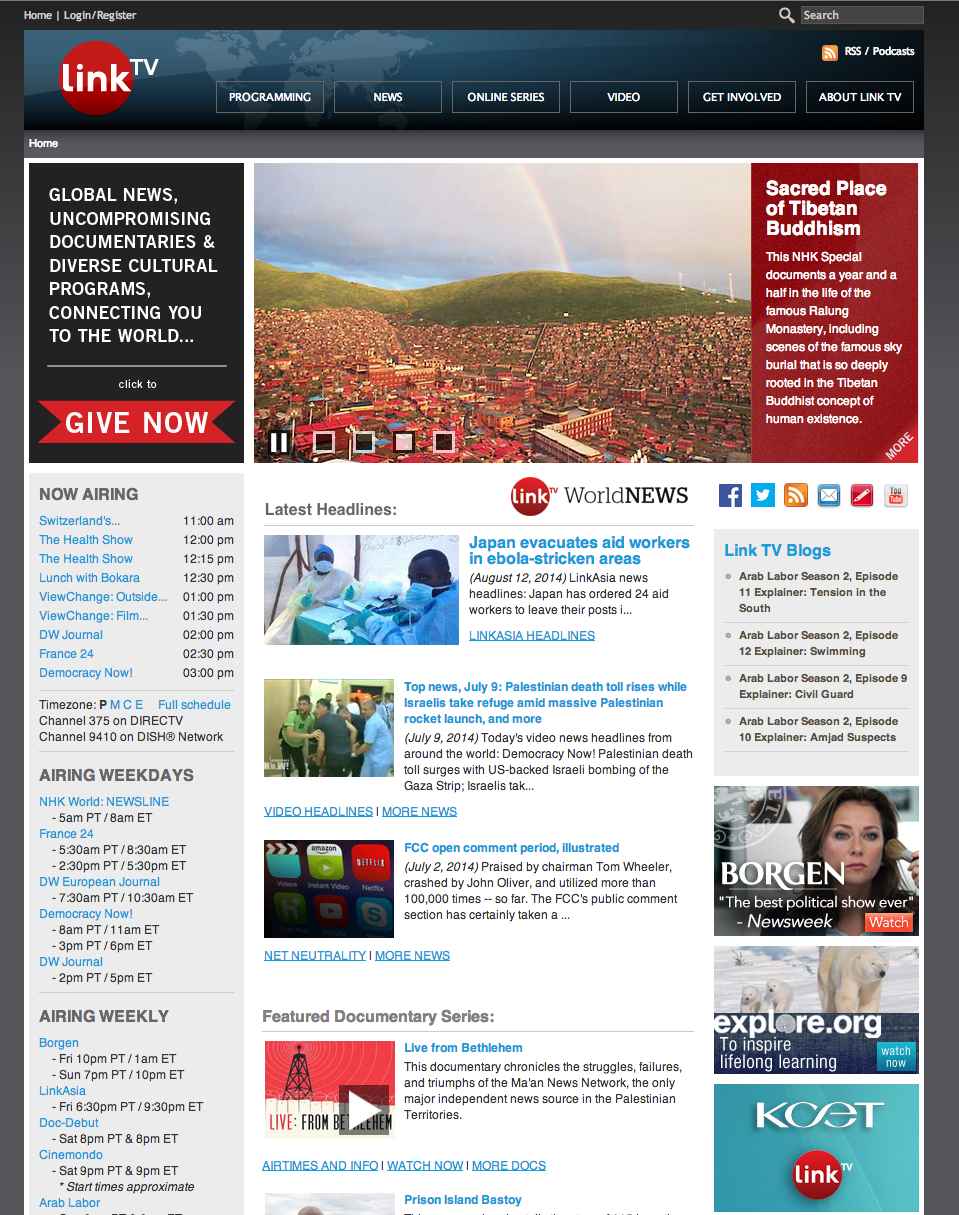 Home | Login/Register
Search
link TV
RSS / Podcasts
PROGRAMMING
NEWS
ONLINE SERIES
VIDEO
GET INVOLVED
ABOUT LINK TV
Home
GLOBAL NEWS,
UNCOMPROMISING
DOCUMENTARIES &
DIVERSE CULTURAL
PROGRAMS,
CONNECTING YOU
TO THE WORLD...
click to
GIVE NOW
Sacred Place
of Tibetan
Buddhism
This NHK Special
documents a year and a
half in the life of the
famous Ralung
Monastery, including
scenes of the famous sky
burial that is so deeply
rooted in the Tibetan
Buddhist concept of
human existence.
MORE
NOW AIRING
Switzerland's... 11:00 am
The Health Show 12:00 pm
The Health Show 12:15 pm
Lunch with Bokara 12:30 pm
ViewChange: Outside... 01:00 pm
ViewChange: Film... 01:30 pm
DW Journal 02:00 pm
France 24 02:30 pm
Democracy Now! 03:00 pm
Timezone: P M C E Full schedule
Channel 375 on DIRECTV
Channel 9410 on DISH® Network
AIRING WEEKDAYS
NHK World: NEWSLINE
- 5am PT / 8am ET
France 24
- 5:30am PT / 8:30am ET
- 2:30pm PT / 5:30pm ET
DW European Journal
- 7:30am PT / 10:30am ET
Democracy Now!
- 8am PT / 11am ET
- 3pm PT / 6pm ET
DW Journal
- 2pm PT / 5pm ET
AIRING WEEKLY
Borgen
- Fri 10pm PT / 1am ET
- Sun 7pm PT / 10pm ET
LinkAsia
- Fri 6:30pm PT / 9:30pm ET
Doc-Debut
- Sat 8pm PT & 8pm ET
Cinemondo
- Sat 9pm PT & 9pm ET
* Start times approximate
Arab Labor
Latest Headlines:
link TV WorldNEWS
Japan evacuates aid workers
in ebola-stricken areas
(August 12, 2014) LinkAsia news
headlines: Japan has ordered 24 aid
workers to leave their posts i...
LINKASIA HEADLINES
Top news, July 9: Palestinian death toll rises while
Israelis take refuge amid massive Palestinian
rocket launch, and more
(July 9, 2014) Today's video news headlines from
around the world: Democracy Now! Palestinian death
toll surges with US-backed Israeli bombing of the
Gaza Strip; Israelis tak...
VIDEO HEADLINES | MORE NEWS
amazon
NETFLIX
Videos
Instant Video
Netflix
YouTube
Skype
FCC open comment period, illustrated
(July 2, 2014) Praised by chairman Tom Wheeler,
crashed by John Oliver, and utilized more than
100,000 times -- so far. The FCC's public comment
section has certainly taken a ...
NET NEUTRALITY | MORE NEWS
Featured Documentary Series:
LIVE: FROM BETHLEHEM
Live from Bethlehem
This documentary chronicles the struggles, failures,
and triumphs of the Ma'an News Network, the only
major independent news source in the Palestinian
Territories.
AIRTIMES AND INFO | WATCH NOW | MORE DOCS
Prison Island Bastoy
You Tube
Link TV Blogs
Arab Labor Season 2, Episode
11 Explainer: Tension in the
South
Arab Labor Season 2, Episode
12 Explainer: Swimming
Arab Labor Season 2, Episode 9
Explainer: Civil Guard
Arab Labor Season 2, Episode
10 Explainer: Amjad Suspects
BORGEN
"The best political show ever"
- Newsweek
Watch
explore.org
To inspire
lifelong learning
watch
now
KCET
link TV